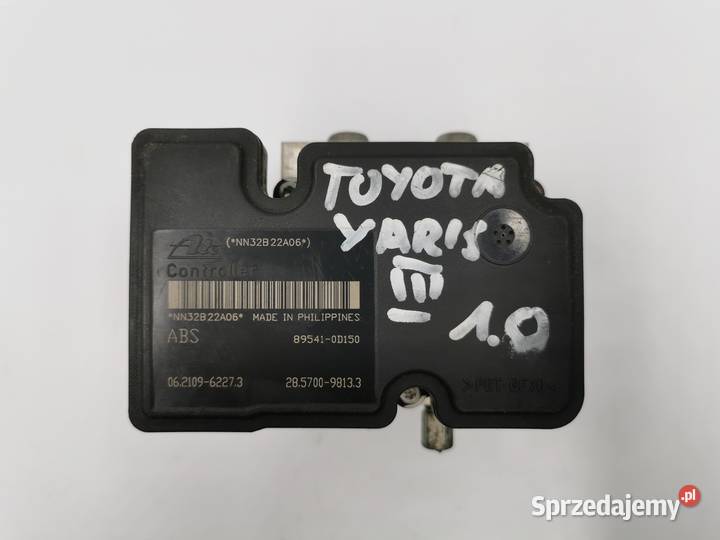 Ate (*NN32B22A06*)
Controller
*NN32B22A06* MADE IN PHILIPPINES
ABS 89541-0D150
06.2109-6227.3 28.5700-9813.3
TOYOTA
YARIS
III
1.0
Sprzedajemy.pl